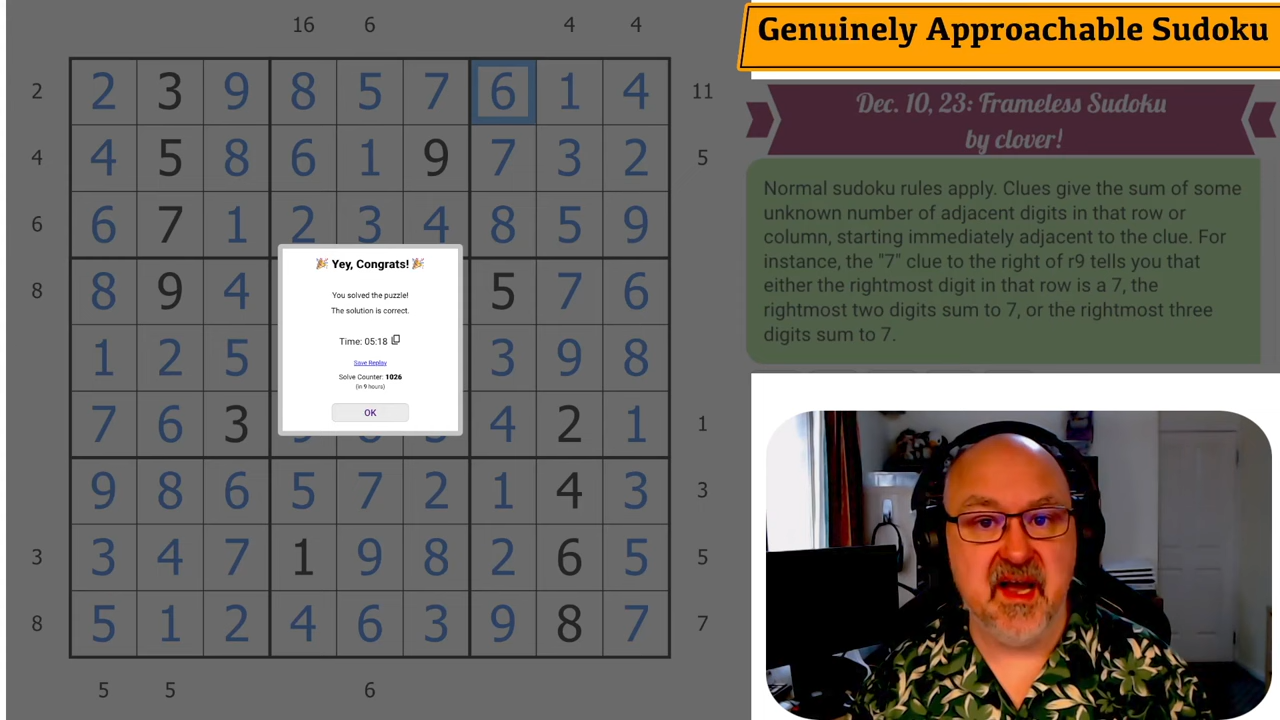 Genuinely Approachable Sudoku
Dec. 10, 23: Frameless Sudoku
by clover!
Normal sudoku rules apply. Clues give the sum of some
unknown number of adjacent digits in that row or
column, starting immediately adjacent to the clue. For
instance, the "7" clue to the right of r9 tells you that
either the rightmost digit in that row is a 7, the
rightmost two digits sum to 7, or the rightmost three
digits sum to 7.
16 6 4 4
2 2 3 9 8 5 7 6 1 4 11
4 4 5 8 6 1 9 7 3 2 5
6 6 7 1 2 3 4 8 5 9
8 8 9 4 5 7 6
1 2 5 3 9 8
7 6 3 4 2 1 1
9 8 6 5 7 2 1 4 3 3
3 3 4 7 1 9 8 2 6 5 5
8 5 1 2 4 6 3 9 8 7 7
5 5 6
🎉 Yey, Congrats! 🎉
You solved the puzzle!
The solution is correct.
Time: 05:18
Save Replay
Solve Counter: 1026
(in 9 hours)
OK